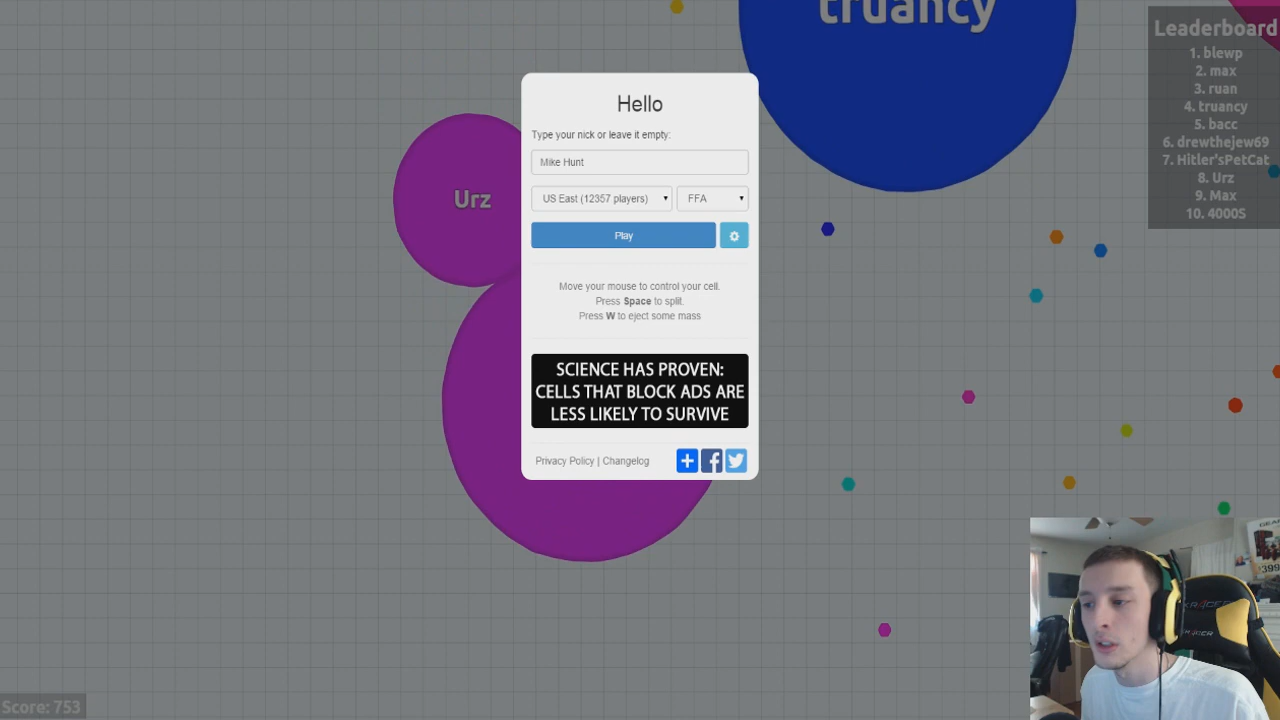 truancy
Leaderboard
1. blewp
2. max
3. ruan
4. truancy
5. bacc
6. drewthejew69
7. Hitler'sPetCat
8. Urz
9. Max
10. 4000S
Hello
Type your nick or leave it empty:
Mike Hunt
US East (12357 players)
FFA
Play
Urz
Move your mouse to control your cell.
Press Space to split.
Press W to eject some mass
SCIENCE HAS PROVEN:
CELLS THAT BLOCK ADS ARE
LESS LIKELY TO SURVIVE
Privacy Policy | Changelog
Score: 753